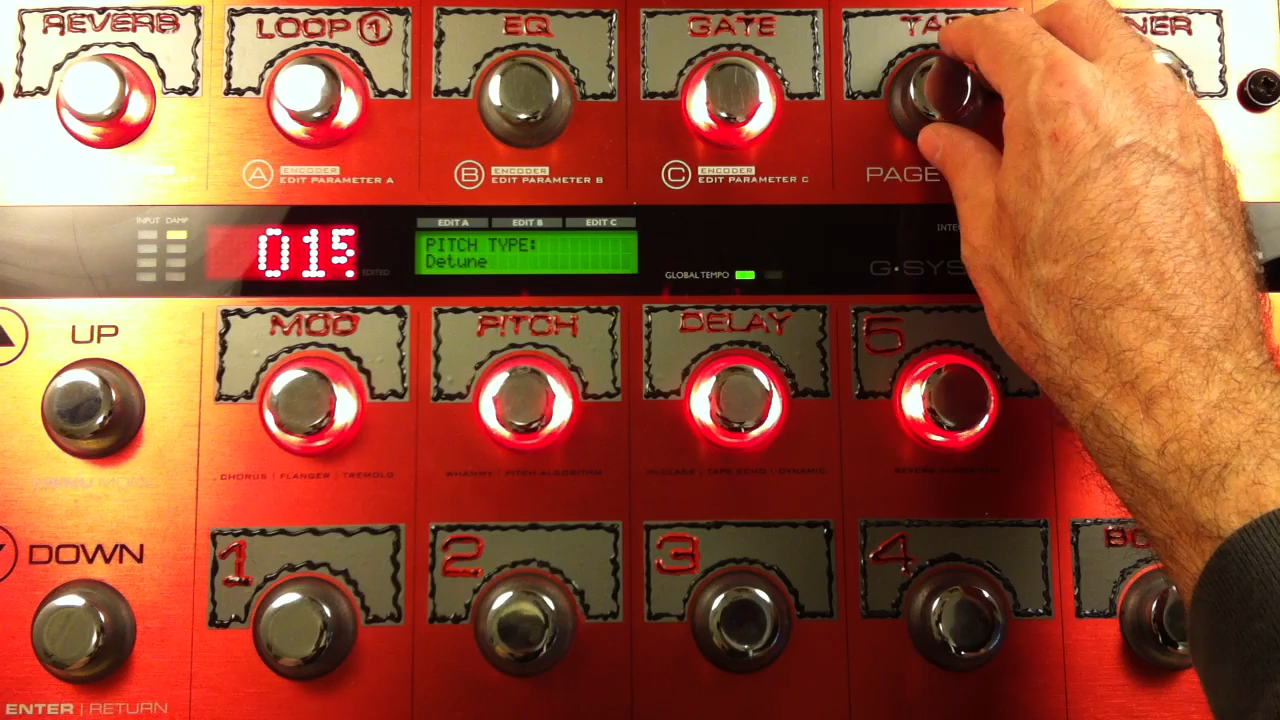 REVERB
LOOP 1
EQ
GATE
A ENCODER
EDIT PARAMETER A
B ENCODER
EDIT PARAMETER B
C ENCODER
EDIT PARAMETER C
PAGE
INPUT DAMP
015
EDITED
EDIT A EDIT B EDIT C
PITCH TYPE:
Detune
GLOBAL TEMPO
G·SYS
UP
MOD
PITCH
DELAY
5
CHORUS | FLANGER | TREMOLO
WHAMMY | PITCH ALGORITHM
DOWN
1
2
3
4
ENTER | RETURN